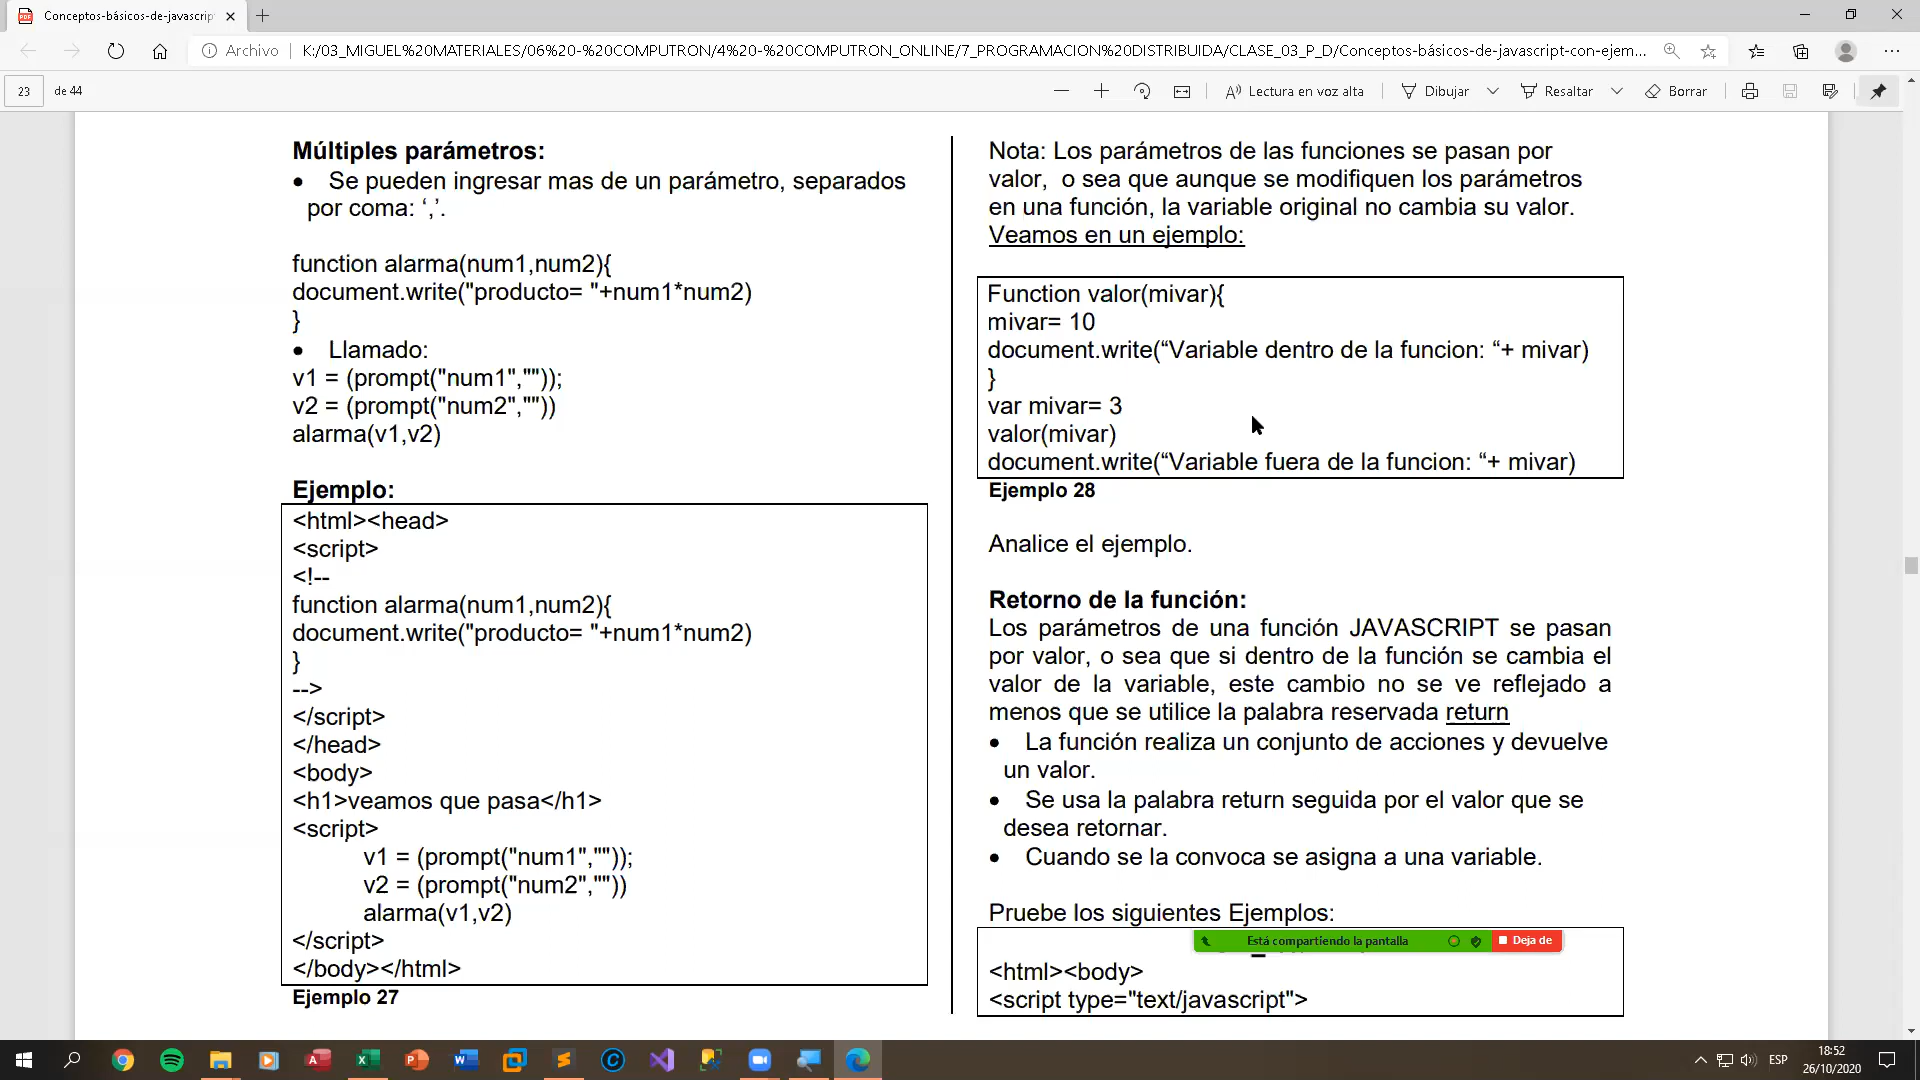 Conceptos-básicos-de-javascrip
Archivo
K:/03_MIGUEL%20MATERIALES/06%20-%20COMPUTRON/4%20-%20COMPUTRON_ONLINE/7_PROGRAMACION%20DISTRIBUIDA/CLASE_03_P_D/Conceptos-básicos-de-javascript-con-ejem...
23 de 44
Lectura en voz alta
Dibujar
Resaltar
Borrar
Múltiples parámetros:
• Se pueden ingresar mas de un parámetro, separados
por coma: ‘,’.
function alarma(num1,num2){
document.write("producto= "+num1*num2)
}
• Llamado:
v1 = (prompt("num1",""));
v2 = (prompt("num2",""))
alarma(v1,v2)
Ejemplo:
<html><head>
<script>
<!--
function alarma(num1,num2){
document.write("producto= "+num1*num2)
}
-->
</script>
</head>
<body>
<h1>veamos que pasa</h1>
<script>
v1 = (prompt("num1",""));
v2 = (prompt("num2",""))
alarma(v1,v2)
</script>
</body></html>
Ejemplo 27
Nota: Los parámetros de las funciones se pasan por
valor, o sea que aunque se modifiquen los parámetros
en una función, la variable original no cambia su valor.
Veamos en un ejemplo:
Function valor(mivar){
mivar= 10
document.write(“Variable dentro de la funcion: “+ mivar)
}
var mivar= 3
valor(mivar)
document.write(“Variable fuera de la funcion: “+ mivar)
Ejemplo 28
Analice el ejemplo.
Retorno de la función:
Los parámetros de una función JAVASCRIPT se pasan
por valor, o sea que si dentro de la función se cambia el
valor de la variable, este cambio no se ve reflejado a
menos que se utilice la palabra reservada return
• La función realiza un conjunto de acciones y devuelve
un valor.
• Se usa la palabra return seguida por el valor que se
desea retornar.
• Cuando se la convoca se asigna a una variable.
Pruebe los siguientes Ejemplos:
Está compartiendo la pantalla
Deja de
<html><body>
<script type="text/javascript">
ESP
18:52
26/10/2020